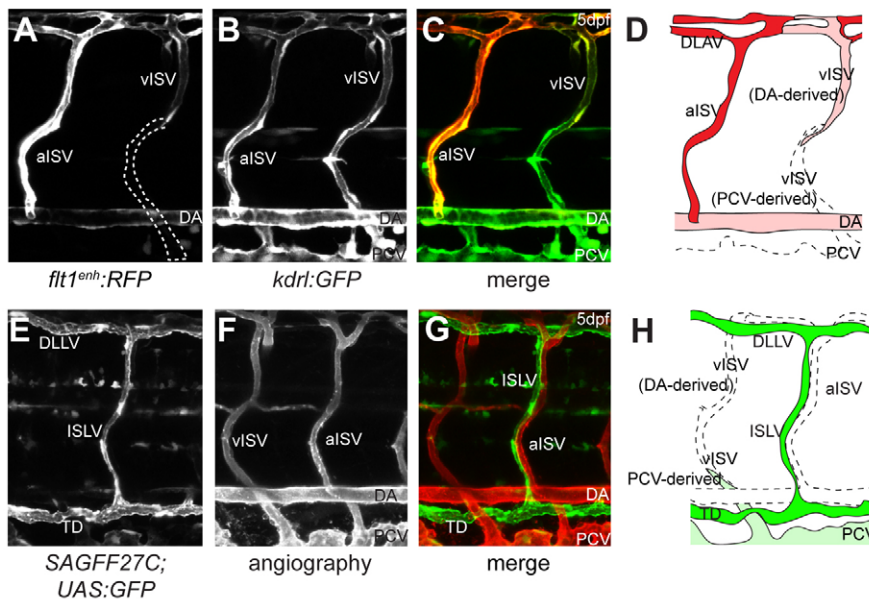 A
vISV
aISV
DA
flt1enh:RFP
B
vISV
aISV
DA
PCV
kdrl:GFP
C
5dpf
vISV
aISV
DA
PCV
merge
D
DLAV
vISV
(DA-derived)
aISV
vISV
(PCV-derived)
DA
PCV
E
DLLV
ISLV
TD
SAGFF27C;
UAS:GFP
F
vISV
aISV
DA
PCV
angiography
G
5dpf
ISLV
aISV
DA
TD
PCV
merge
H
DLLV
vISV
(DA-derived)
aISV
ISLV
vISV
PCV-derived)
TD
PCV